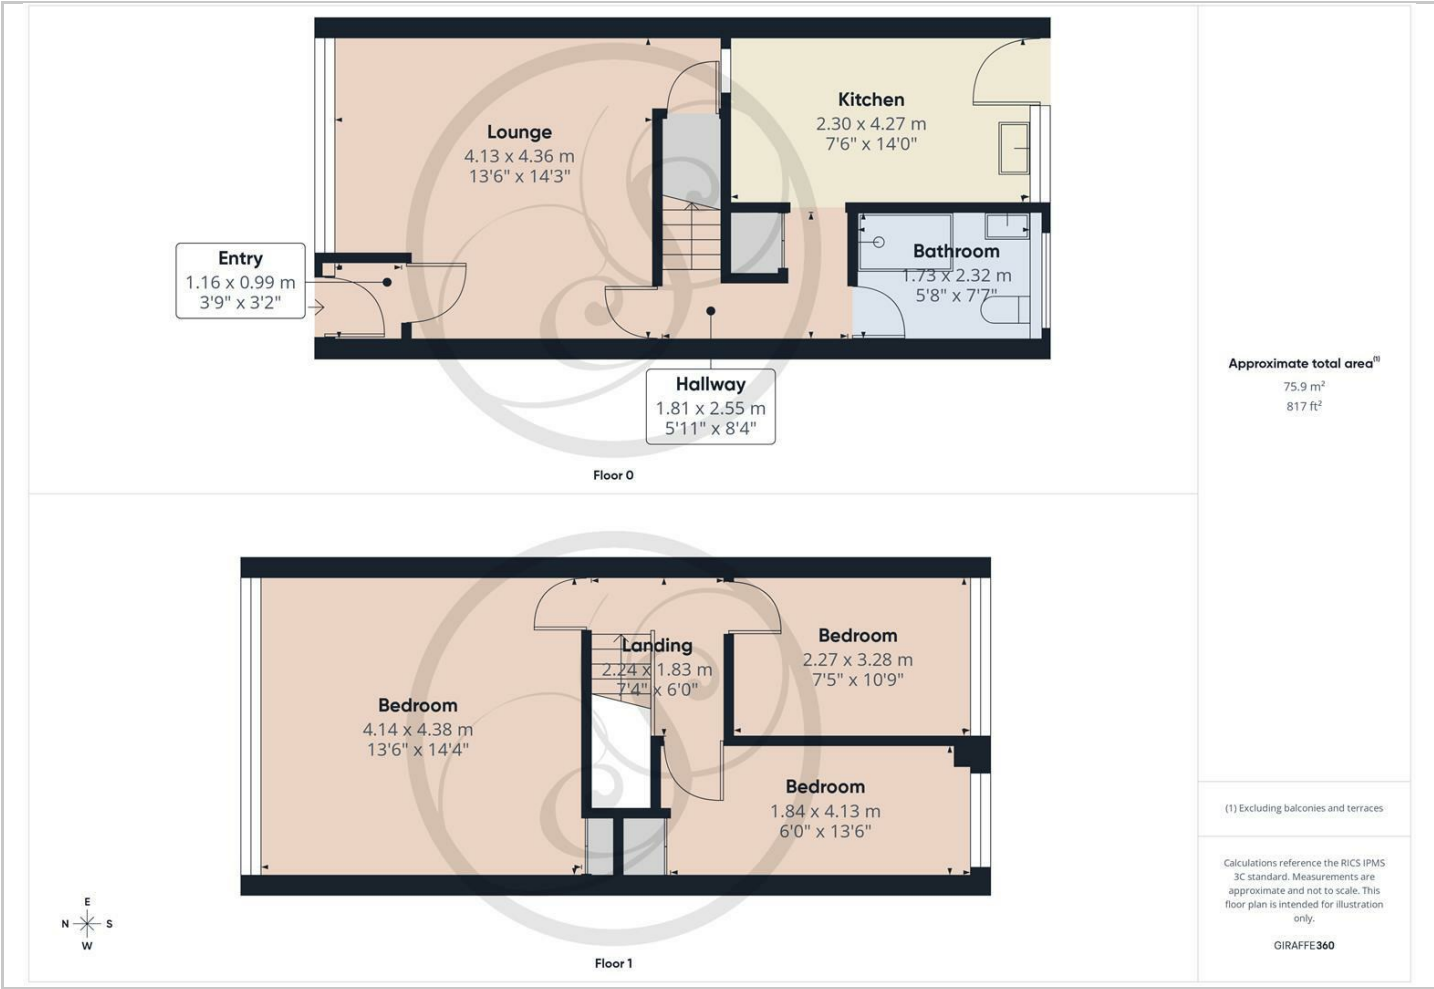 Lounge
4.13 x 4.36 m
13'6" x 14'3"
Kitchen
2.30 x 4.27 m
7'6" x 14'0"
Entry
1.16 x 0.99 m
3'9" x 3'2"
Bathroom
1.73 x 2.32 m
5'8" x 7'7"
Hallway
1.81 x 2.55 m
5'11" x 8'4"
Floor 0
Landing
2.24 x 1.83 m
7'4" x 6'0"
Bedroom
2.27 x 3.28 m
7'5" x 10'9"
Bedroom
4.14 x 4.38 m
13'6" x 14'4"
Bedroom
1.84 x 4.13 m
6'0" x 13'6"
E
N S
W
Floor 1
Approximate total area(1)
75.9 m²
817 ft²
(1) Excluding balconies and terraces
Calculations reference the RICS IPMS
3C standard. Measurements are
approximate and not to scale. This
floor plan is intended for illustration
only.
GIRAFFE360